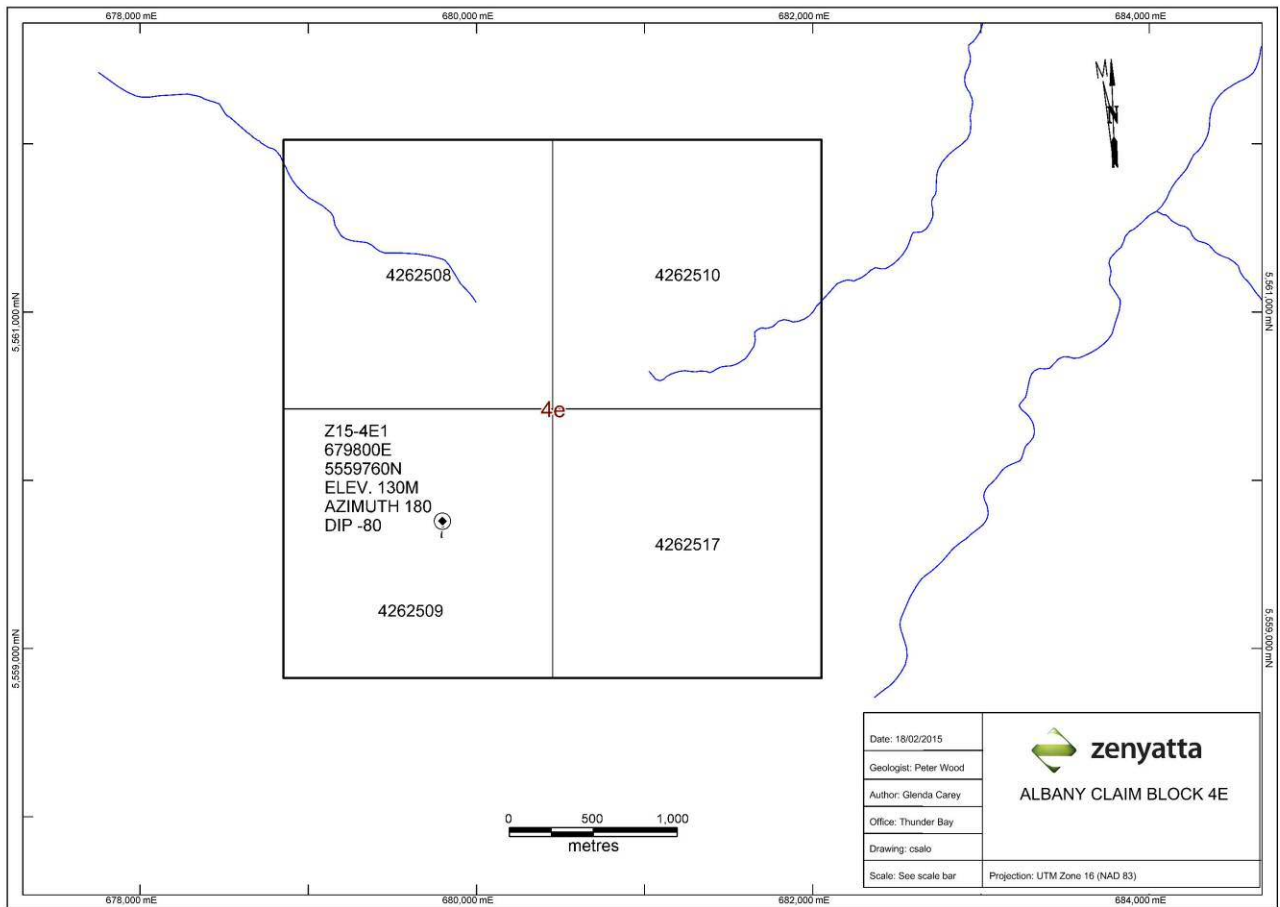 678,000 mE
680,000 mE
682,000 mE
684,000 mE
M
N
5,561,000 mN
5,561,000 mN
4262508
4262510
4e
Z15-4E1
679800E
5559760N
ELEV. 130M
AZIMUTH 180
DIP -80
4262517
4262509
5,559,000 mN
5,559,000 mN
0 500 1,000
metres
Date: 18/02/2015
Geologist: Peter Wood
Author: Glenda Carey
Office: Thunder Bay
Drawing: csalo
Scale: See scale bar
zenyatta
ALBANY CLAIM BLOCK 4E
Projection: UTM Zone 16 (NAD 83)
678,000 mE
680,000 mE
682,000 mE
684,000 mE